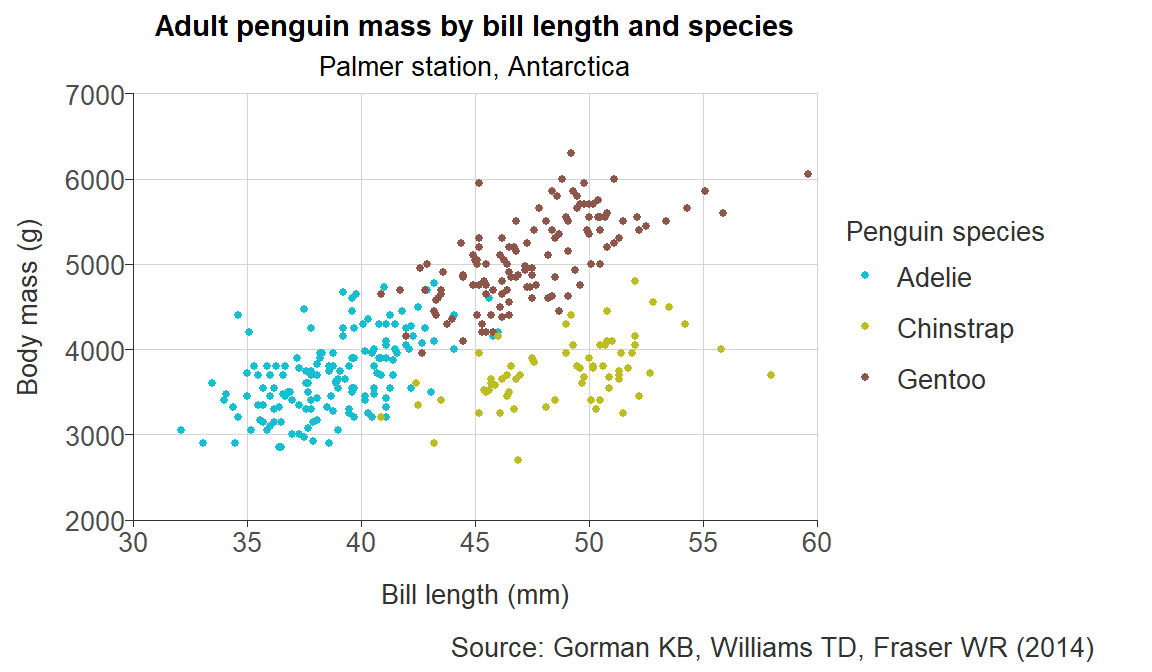 Adult penguin mass by bill length and species
Palmer station, Antarctica
7000
6000
5000
4000
3000
2000
Body mass (g)
30 35 40 45 50 55 60
Bill length (mm)
Penguin species
Adelie
Chinstrap
Gentoo
Source: Gorman KB, Williams TD, Fraser WR (2014)